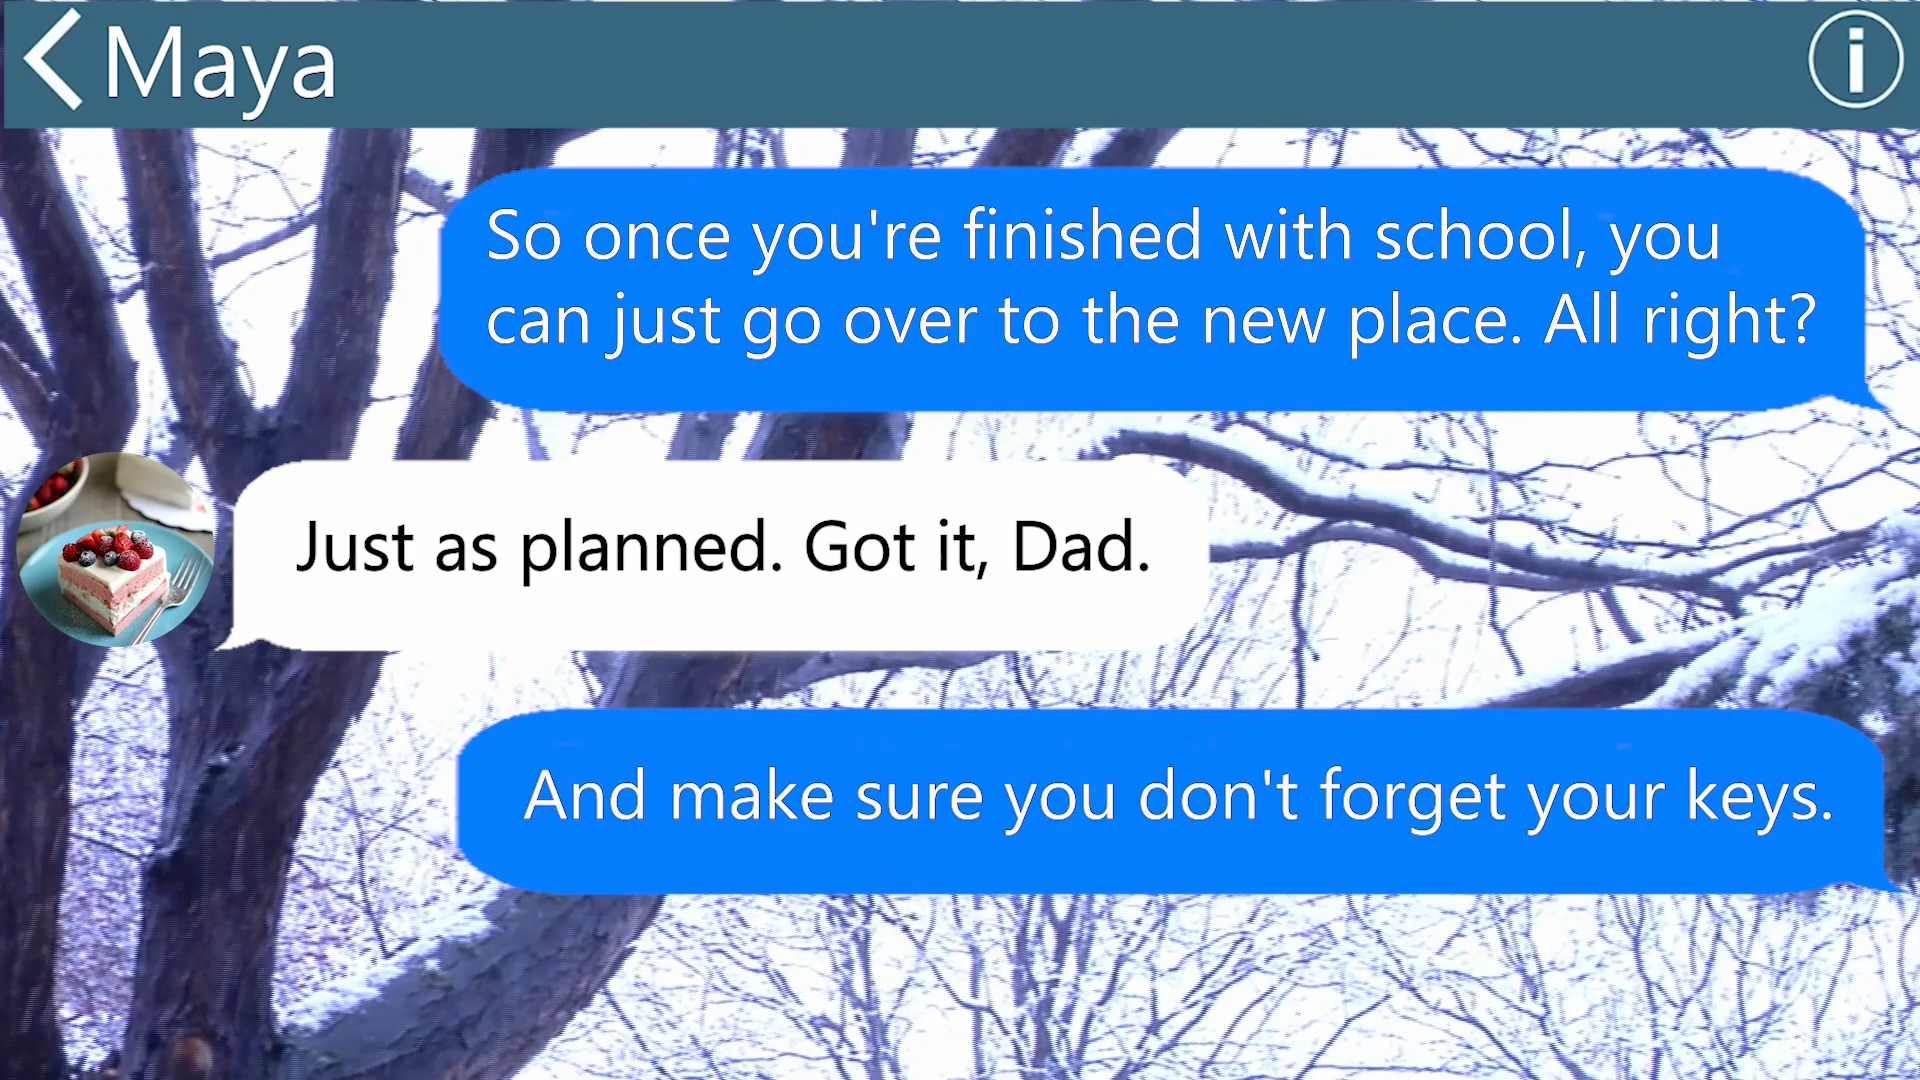 Maya
So once you're finished with school, you
can just go over to the new place. All right?
Just as planned. Got it, Dad.
And make sure you don't forget your keys.